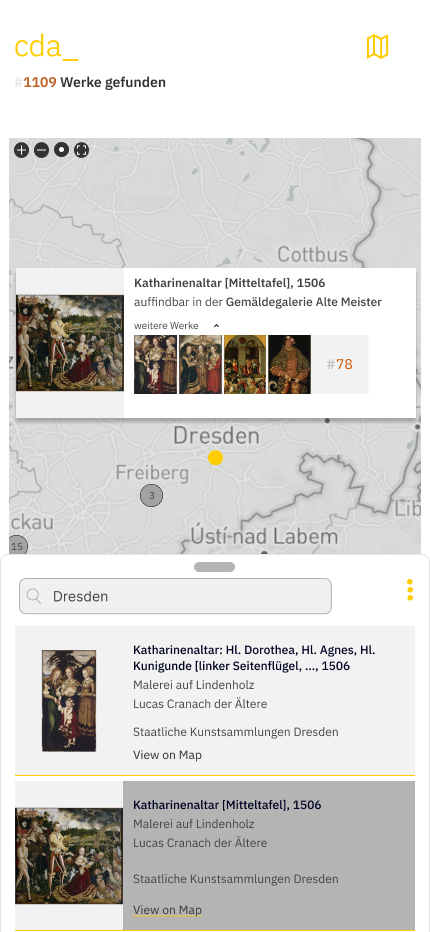 cda_
#1109 Werke gefunden
Cottbus
Katharinenaltar [Mitteltafel], 1506
auffindbar in der Gemäldegalerie Alte Meister
weitere Werke
#78
Dresden
Freiberg
3
ckau
Lib
Ústí nad Labem
15
Dresden
Katharinenaltar: Hl. Dorothea, Hl. Agnes, Hl.
Kunigunde [linker Seitenflügel, ..., 1506
Malerei auf Lindenholz
Lucas Cranach der Ältere
Staatliche Kunstsammlungen Dresden
View on Map
Katharinenaltar [Mitteltafel], 1506
Malerei auf Lindenholz
Lucas Cranach der Ältere
Staatliche Kunstsammlungen Dresden
View on Map